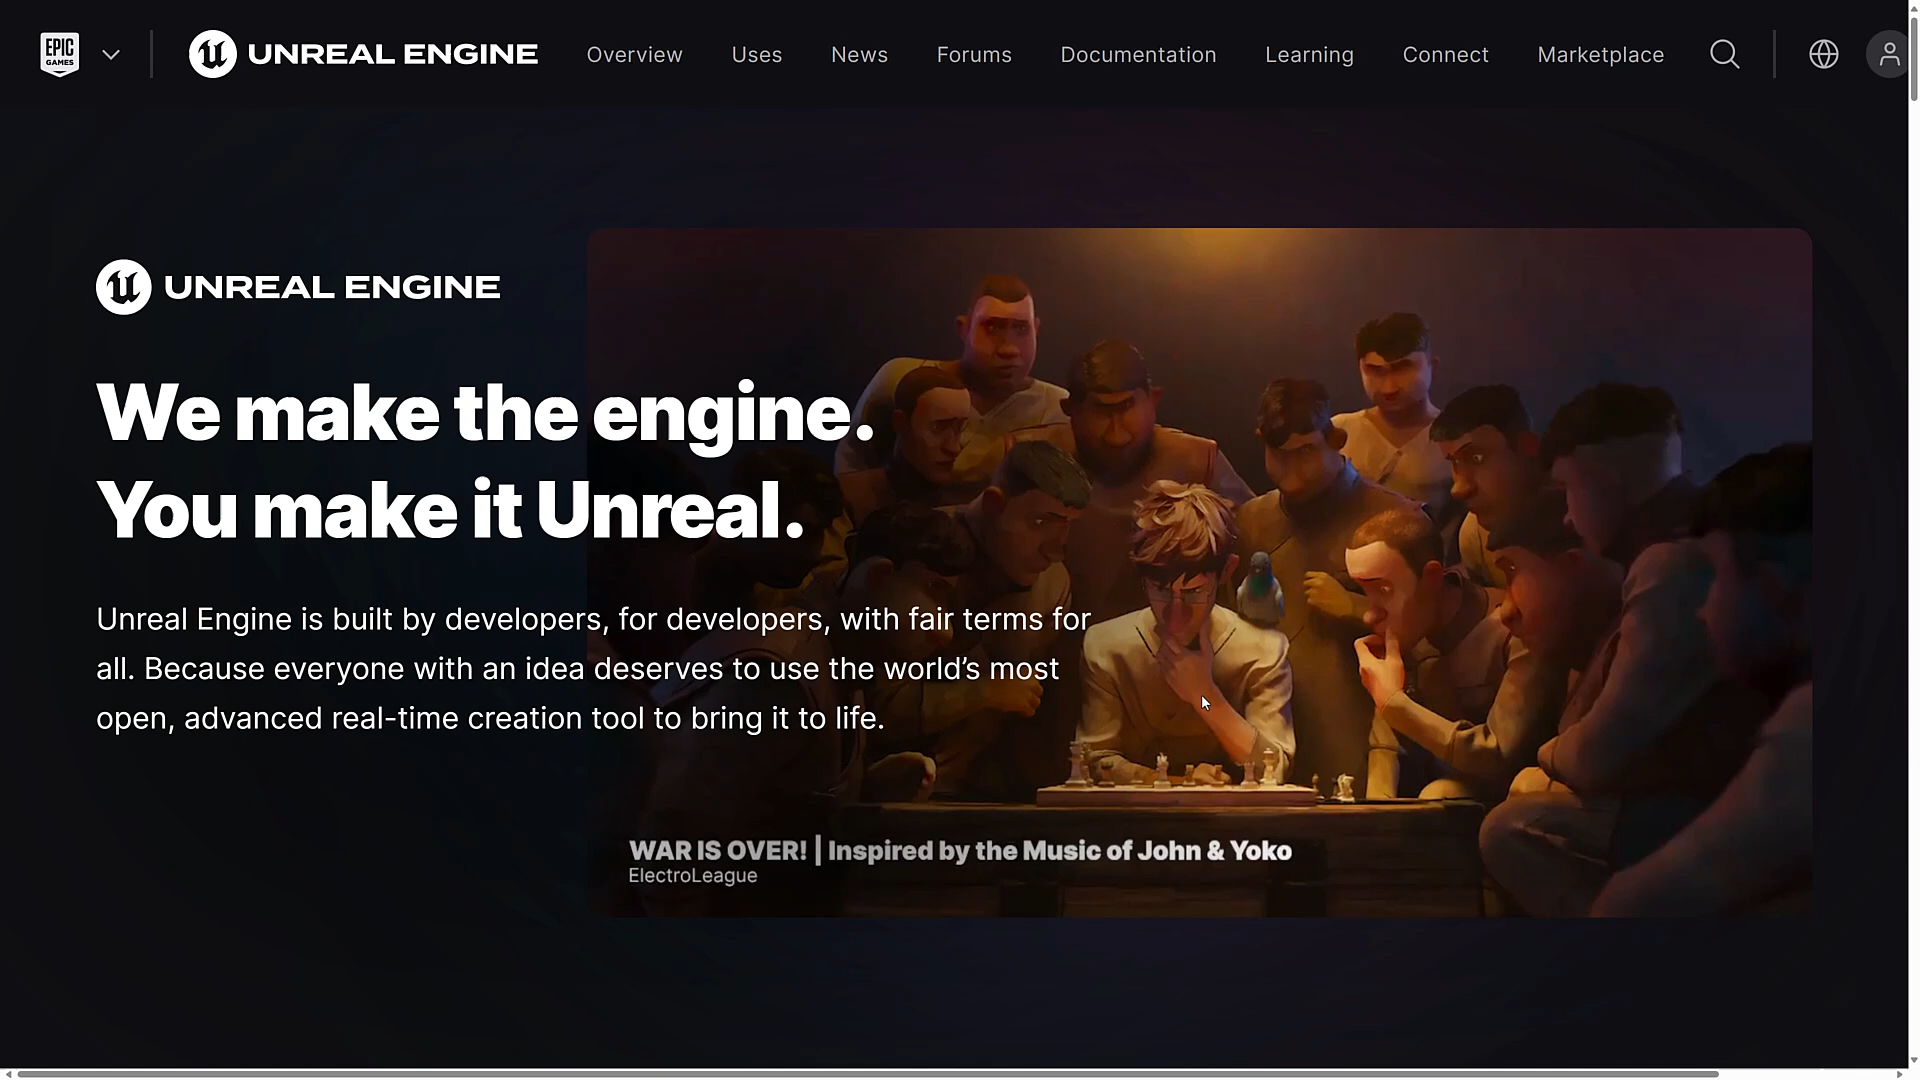 EPIC
GAMES
UNREAL ENGINE
Overview
Uses
News
Forums
Documentation
Learning
Connect
Marketplace
UNREAL ENGINE
We make the engine.
You make it Unreal.
Unreal Engine is built by developers, for developers, with fair terms for
all. Because everyone with an idea deserves to use the world’s most
open, advanced real-time creation tool to bring it to life.
WAR IS OVER! | Inspired by the Music of John & Yoko
ElectroLeague